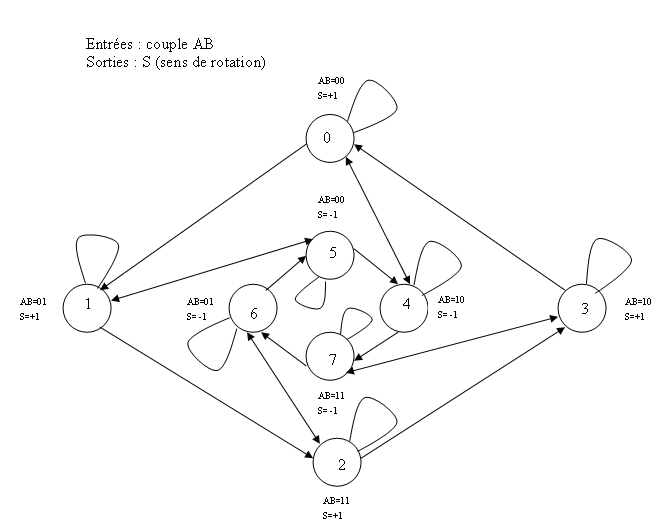 Entrées : couple AB
Sorties : S (sens de rotation)
AB=00
S=+1
0
AB=00
S= -1
5
AB=01
S=+1
1
AB=01
S= -1
6
4
AB=10
S= -1
3
AB=10
S=+1
7
AB=11
S= -1
2
AB=11
S=+1